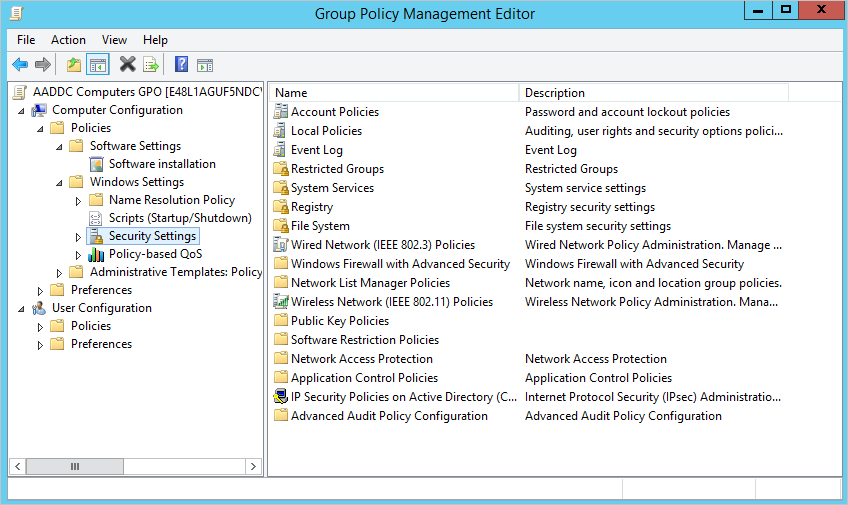 Group Policy Management Editor
File Action View Help
AADDC Computers GPO [E48L1AGUF5NDC
Computer Configuration
Policies
Software Settings
Software installation
Windows Settings
Name Resolution Policy
Scripts (Startup/Shutdown)
Security Settings
Policy-based QoS
Administrative Templates: Policy
Preferences
User Configuration
Policies
Preferences
Name Description
Account Policies Password and account lockout policies
Local Policies Auditing, user rights and security options polici...
Event Log Event Log
Restricted Groups Restricted Groups
System Services System service settings
Registry Registry security settings
File System File system security settings
Wired Network (IEEE 802.3) Policies Wired Network Policy Administration. Manage ...
Windows Firewall with Advanced Security Windows Firewall with Advanced Security
Network List Manager Policies Network name, icon and location group policies.
Wireless Network (IEEE 802.11) Policies Wireless Network Policy Administration. Mana...
Public Key Policies
Software Restriction Policies
Network Access Protection Network Access Protection
Application Control Policies Application Control Policies
IP Security Policies on Active Directory (C... Internet Protocol Security (IPsec) Administratio...
Advanced Audit Policy Configuration Advanced Audit Policy Configuration